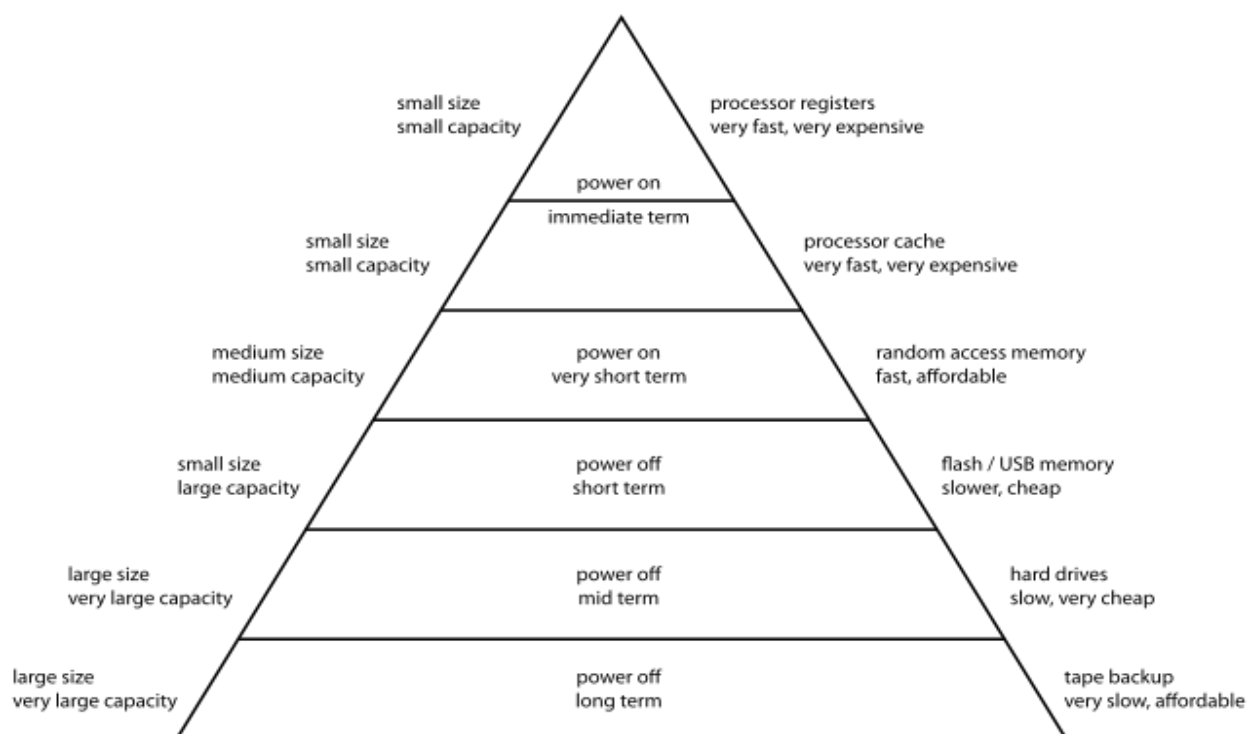 small size
small capacity
processor registers
very fast, very expensive
power on
immediate term
small size
small capacity
processor cache
very fast, very expensive
medium size
medium capacity
power on
very short term
random access memory
fast, affordable
small size
large capacity
power off
short term
flash / USB memory
slower, cheap
large size
very large capacity
power off
mid term
hard drives
slow, very cheap
large size
very large capacity
power off
long term
tape backup
very slow, affordable